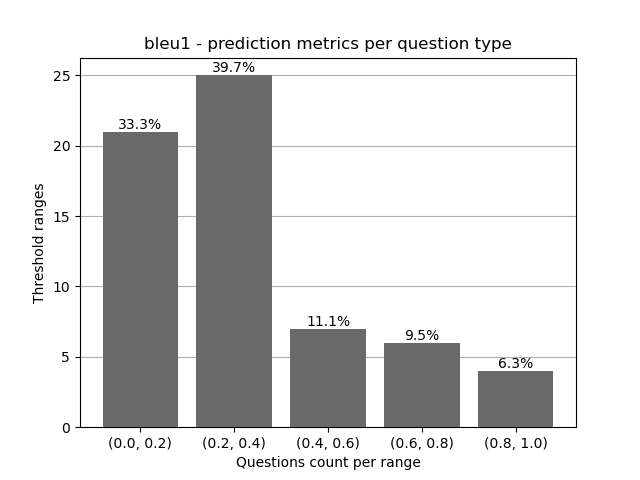 bleu1 - prediction metrics per question type
39.7%
33.3%
11.1%
9.5%
6.3%
25
20
15
10
5
0
Threshold ranges
(0.0, 0.2) (0.2, 0.4) (0.4, 0.6) (0.6, 0.8) (0.8, 1.0)
Questions count per range